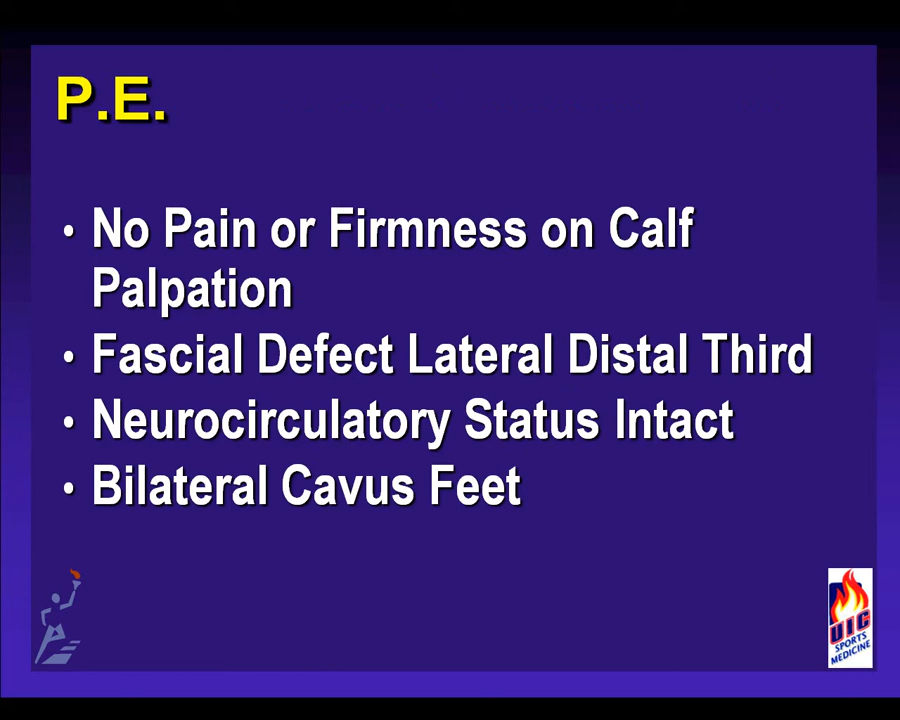 P.E.
• No Pain or Firmness on Calf
Palpation
• Fascial Defect Lateral Distal Third
• Neurocirculatory Status Intact
• Bilateral Cavus Feet
UIC
SPORTS
MEDICINE